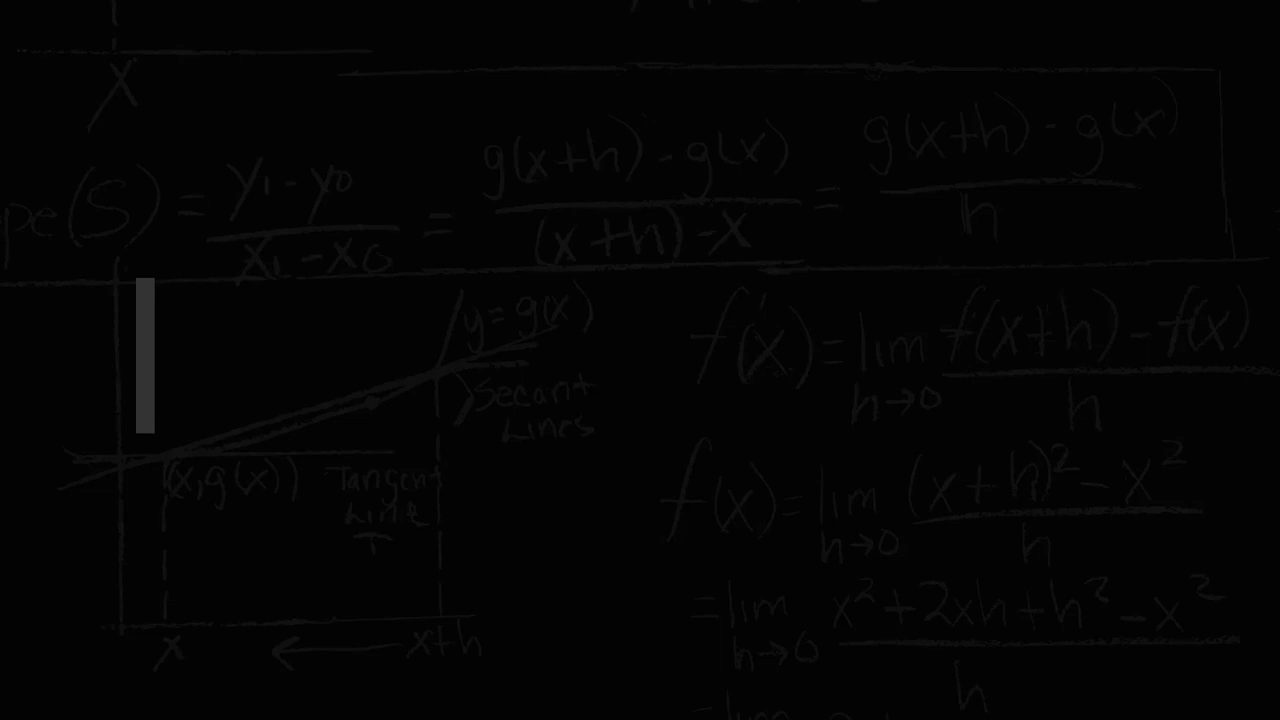 x
pe(S) = y₁ - y₀ / x₁ - x₀ = g(x+h) - g(x) / (x+h) - x = g(x+h) - g(x) / h
y = g(x)
Secant
Lines
(x, g(x))
Tangent
Line
x ← x+h
f'(x) = lim h→0 f(x+h) - f(x) / h
f(x) = lim h→0 (x+h)² - x² / h
= lim h→0 x² + 2xh + h² - x² / h
= lim